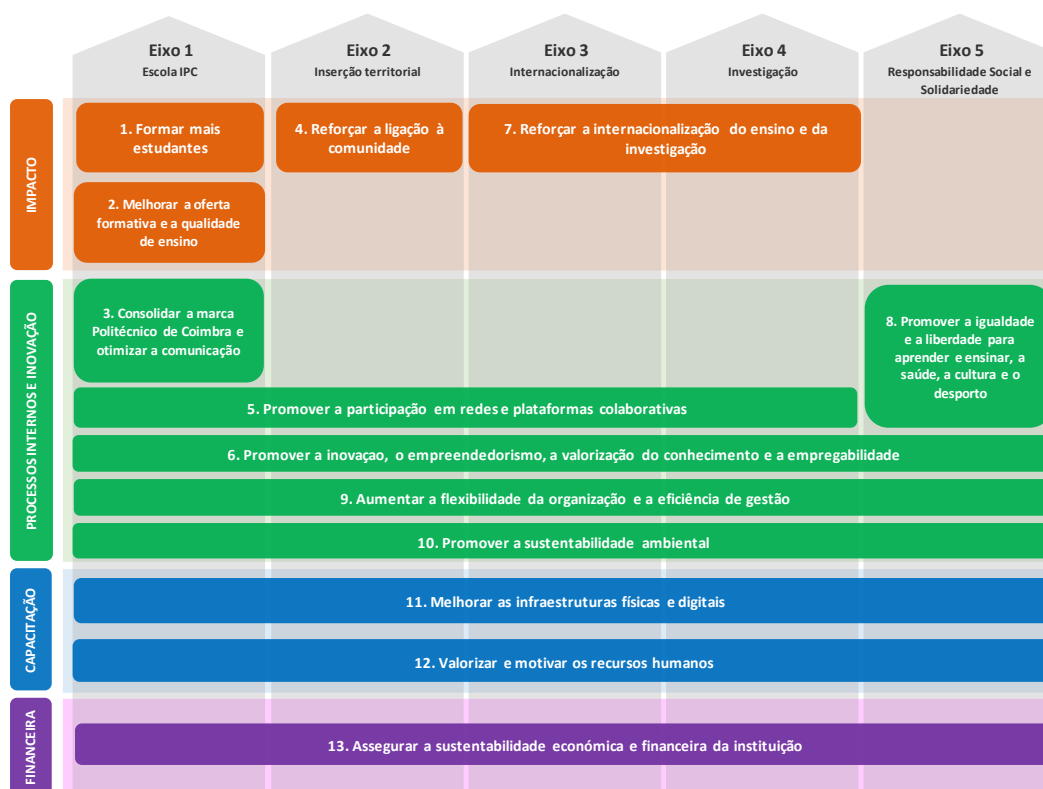 Eixo 1
Escola IPC
Eixo 2
Inserção territorial
Eixo 3
Internacionalização
Eixo 4
Investigação
Eixo 5
Responsabilidade Social e
Solidariedade
IMPACTO
1. Formar mais
estudantes
4. Reforçar a ligação à
comunidade
7. Reforçar a internacionalização do ensino e da
investigação
2. Melhorar a oferta
formativa e a qualidade
de ensino
PROCESSOS INTERNOS E INOVAÇÃO
3. Consolidar a marca
Politécnico de Coimbra e
otimizar a comunicação
8. Promover a igualdade
e a liberdade para
aprender e ensinar, a
saúde, a cultura e o
desporto
5. Promover a participação em redes e plataformas colaborativas
6. Promover a inovaçao, o empreendedorismo, a valorização do conhecimento e a empregabilidade
9. Aumentar a flexibilidade da organização e a eficiência de gestão
10. Promover a sustentabilidade ambiental
CAPACITAÇÃO
11. Melhorar as infraestruturas físicas e digitais
12. Valorizar e motivar os recursos humanos
FINANCEIRA
13. Assegurar a sustentabilidade económica e financeira da instituição